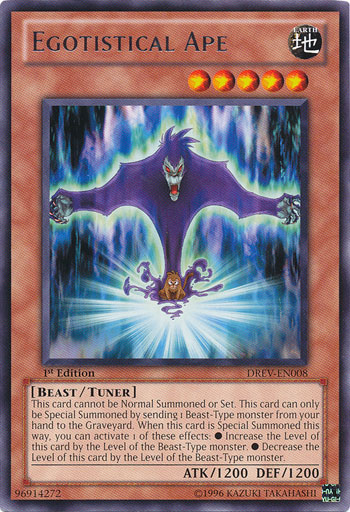 EGOTISTICAL APE
EARTH
地
1st Edition
DREV-EN008
[BEAST / TUNER]
This card cannot be Normal Summoned or Set. This card can only
be Special Summoned by sending 1 Beast-Type monster from your
hand to the Graveyard. When this card is Special Summoned this
way, you can activate 1 of these effects: ● Increase the Level of
this card by the Level of the Beast-Type monster. ● Decrease the
Level of this card by the Level of the Beast-Type monster.
ATK/1200 DEF/1200
96914272
©1996 KAZUKI TAKAHASHI